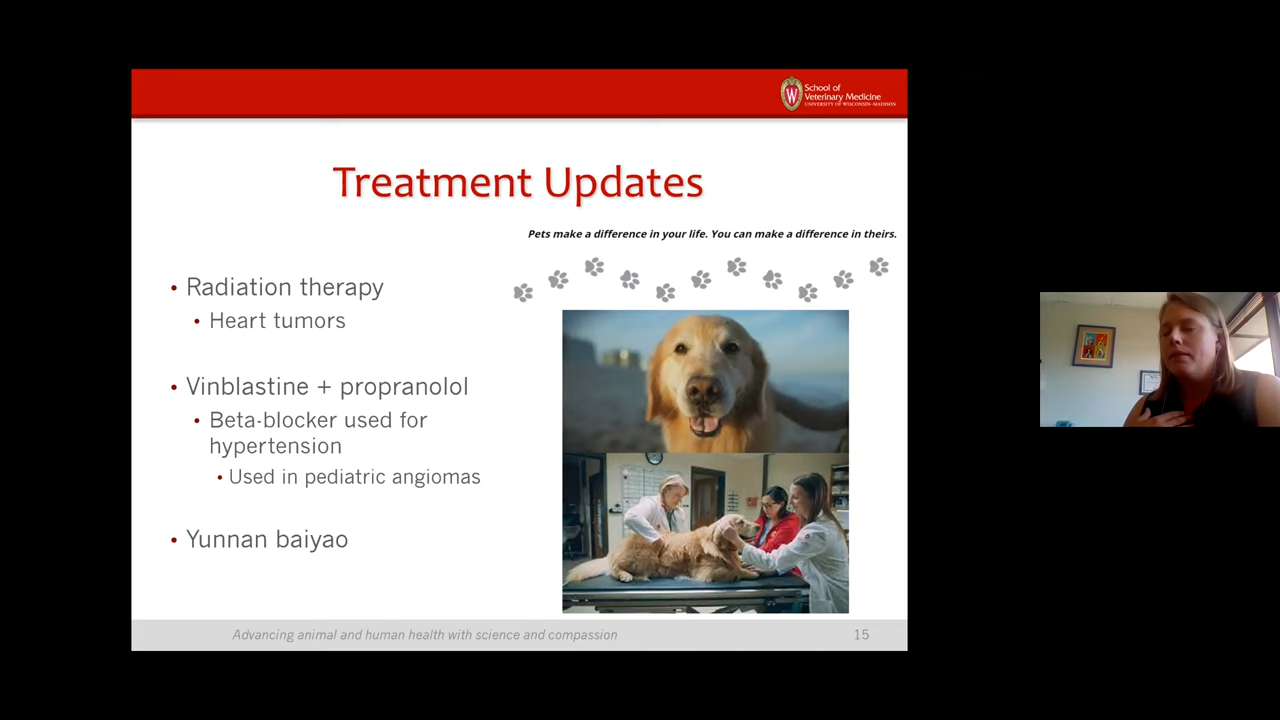 School of
Veterinary Medicine
UNIVERSITY OF WISCONSIN–MADISON
Treatment Updates
Pets make a difference in your life. You can make a difference in theirs.
• Radiation therapy
• Heart tumors
• Vinblastine + propranolol
• Beta-blocker used for
hypertension
• Used in pediatric angiomas
• Yunnan baiyao
Advancing animal and human health with science and compassion
15